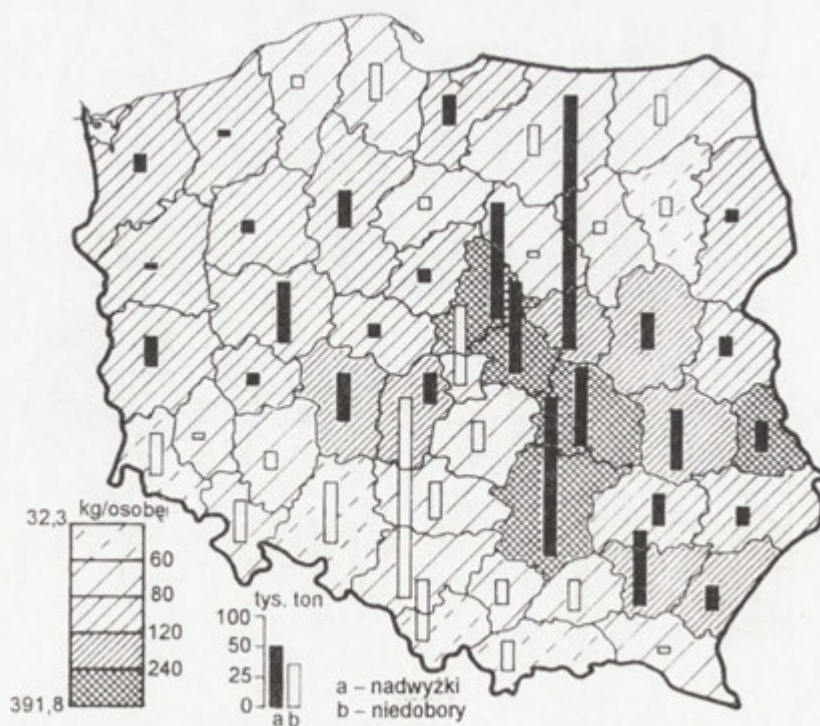 kg/osobę
32,3
60
80
120
240
391,8
tys. ton
100
50
25
0
a b
a – nadwyżki
b – niedobory